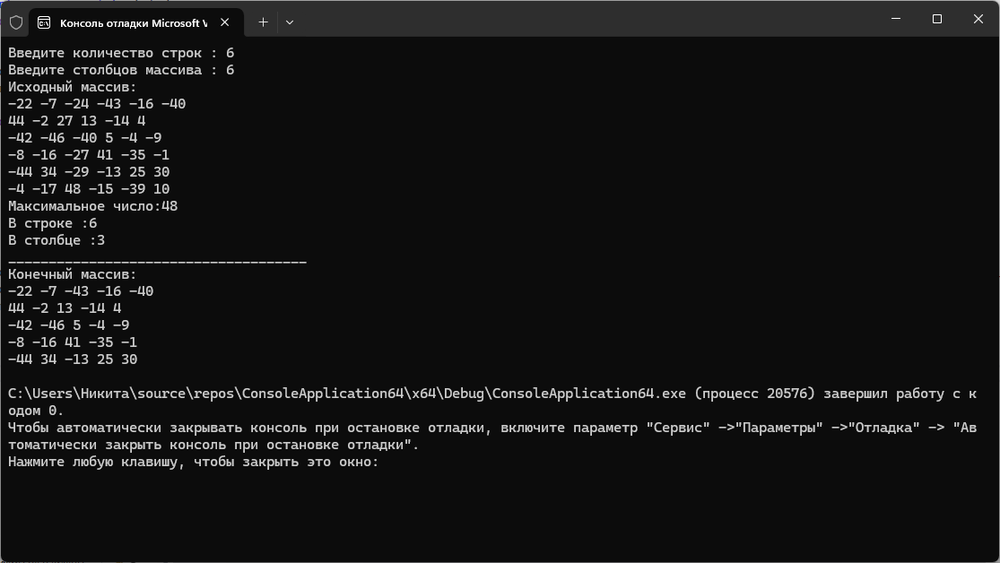 Консоль отладки Microsoft V
Введите количество строк : 6
Введите столбцов массива : 6
Исходный массив:
-22 -7 -24 -43 -16 -40
44 -2 27 13 -14 4
-42 -46 -40 5 -4 -9
-8 -16 -27 41 -35 -1
-44 34 -29 -13 25 30
-4 -17 48 -15 -39 10
Максимальное число:48
В строке :6
В столбце :3
_____________________________________
Конечный массив:
-22 -7 -43 -16 -40
44 -2 13 -14 4
-42 -46 5 -4 -9
-8 -16 41 -35 -1
-44 34 -13 25 30
C:\Users\Никита\source\repos\ConsoleApplication64\x64\Debug\ConsoleApplication64.exe (процесс 20576) завершил работу с к
одом 0.
Чтобы автоматически закрывать консоль при остановке отладки, включите параметр "Сервис" ->"Параметры" ->"Отладка" -> "Ав
томатически закрыть консоль при остановке отладки".
Нажмите любую клавишу, чтобы закрыть это окно: